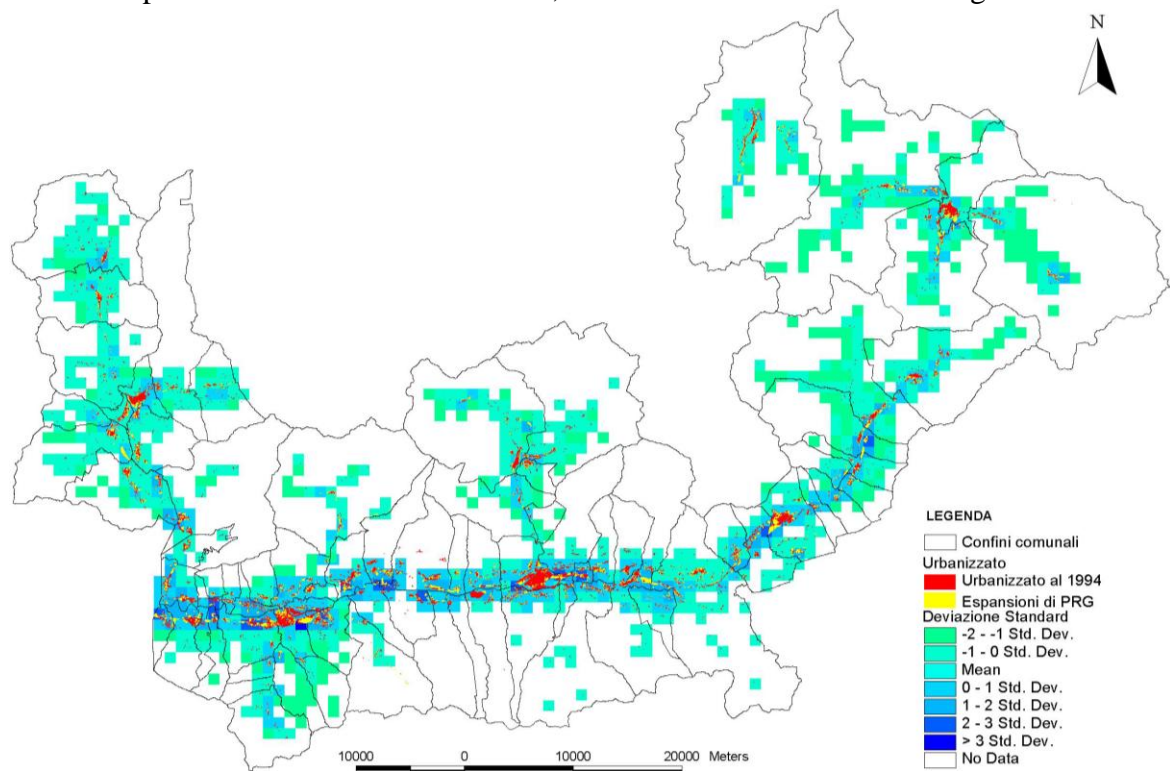 N
LEGENDA
Confini comunali
Urbanizzato
Urbanizzato al 1994
Espansioni di PRG
Deviazione Standard
-2 - -1 Std. Dev.
-1 - 0 Std. Dev.
Mean
0 - 1 Std. Dev.
1 - 2 Std. Dev.
2 - 3 Std. Dev.
> 3 Std. Dev.
No Data
10000 0 10000 20000 Meters